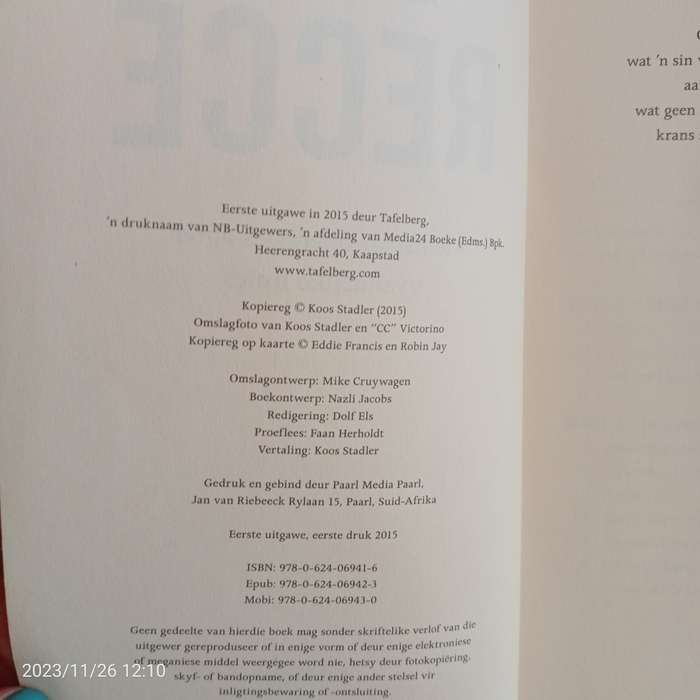 RECCE
Eerste uitgawe in 2015 deur Tafelberg,
'n druknaam van NB-Uitgewers, 'n afdeling van Media24 Boeke (Edms.) Bpk.
Heerengracht 40, Kaapstad
www.tafelberg.com
Kopiereg © Koos Stadler (2015)
Omslagfoto van Koos Stadler en "CC" Victorino
Kopiereg op kaarte © Eddie Francis en Robin Jay
Omslagontwerp: Mike Cruywagen
Boekontwerp: Nazli Jacobs
Redigering: Dolf Els
Proeflees: Faan Herholdt
Vertaling: Koos Stadler
Gedruk en gebind deur Paarl Media Paarl,
Jan van Riebeeck Rylaan 15, Paarl, Suid-Afrika
Eerste uitgawe, eerste druk 2015
ISBN: 978-0-624-06941-6
Epub: 978-0-624-06942-3
Mobi: 978-0-624-06943-0
Geen gedeelte van hierdie boek mag sonder skriftelike verlof van die
uitgewer gereproduseer of in enige vorm of deur enige elektroniese
of meganiese middel weergegee word nie, hetsy deur fotokopiëring,
skyf- of bandopname, of deur enige ander stelsel vir
inligtingsbewaring of -ontsluiting.
2023/11/26 12:10
wat 'n sin
aa
wat geen
krans